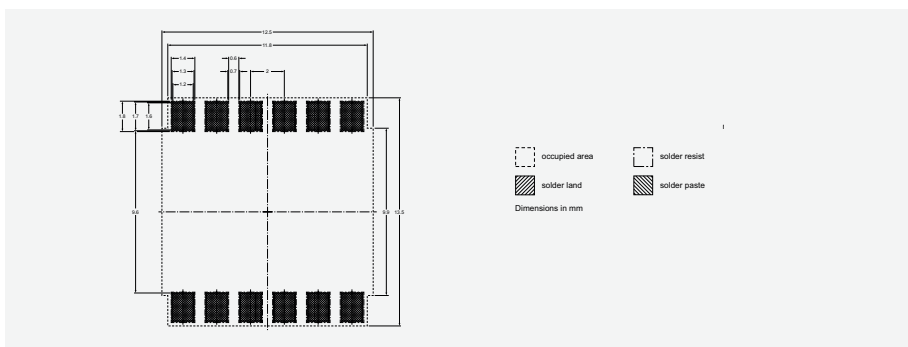 12.5
11.8
1.4 0.6
1.3 0.7 2
1.2
1.8 1.7 1.6
occupied area solder resist
solder land solder paste
Dimensions in mm
9.6 9.9 13.5